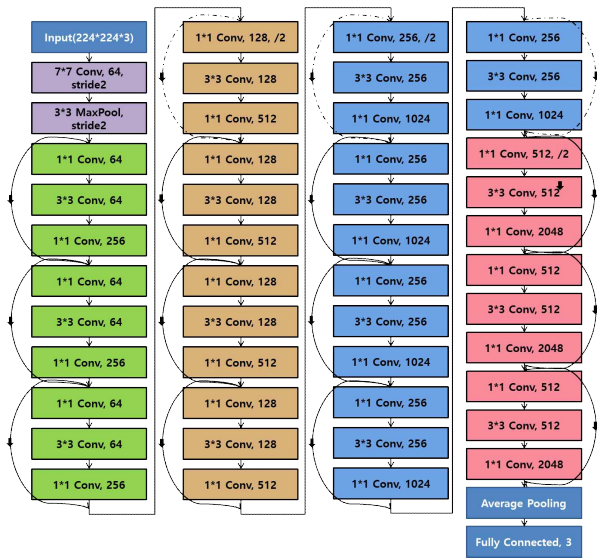 Input(224*224*3)
7*7 Conv, 64,
stride2
3*3 MaxPool,
stride2
1*1 Conv, 64
3*3 Conv, 64
1*1 Conv, 256
1*1 Conv, 64
3*3 Conv, 64
1*1 Conv, 256
1*1 Conv, 64
3*3 Conv, 64
1*1 Conv, 256
1*1 Conv, 128, /2
3*3 Conv, 128
1*1 Conv, 512
1*1 Conv, 128
3*3 Conv, 128
1*1 Conv, 512
1*1 Conv, 128
3*3 Conv, 128
1*1 Conv, 512
1*1 Conv, 128
3*3 Conv, 128
1*1 Conv, 512
1*1 Conv, 256, /2
3*3 Conv, 256
1*1 Conv, 1024
1*1 Conv, 256
3*3 Conv, 256
1*1 Conv, 1024
1*1 Conv, 256
3*3 Conv, 256
1*1 Conv, 1024
1*1 Conv, 256
3*3 Conv, 256
1*1 Conv, 1024
1*1 Conv, 256
3*3 Conv, 256
1*1 Conv, 1024
1*1 Conv, 512, /2
3*3 Conv, 512
1*1 Conv, 2048
1*1 Conv, 512
3*3 Conv, 512
1*1 Conv, 2048
1*1 Conv, 512
3*3 Conv, 512
1*1 Conv, 2048
Average Pooling
Fully Connected, 3